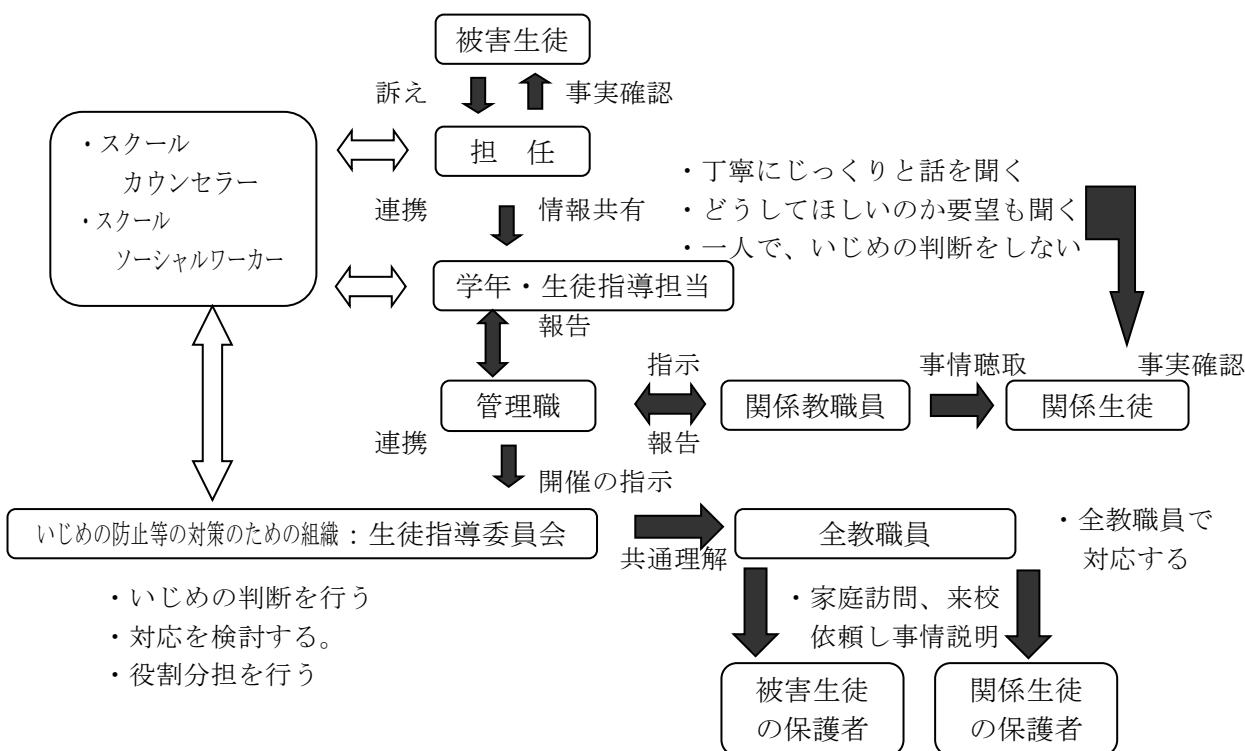 被害生徒
訴え
事実確認
・スクール
カウンセラー
・スクール
ソーシャルワーカー
担　任
連携
情報共有
・丁寧にじっくりと話を聞く
・どうしてほしいのか要望も聞く
・一人で、いじめの判断をしない
学年・生徒指導担当
報告
指示
事情聴取
事実確認
管理職
関係教職員
関係生徒
連携
報告
開催の指示
いじめの防止等の対策のための組織：生徒指導委員会
共通理解
全教職員
・全教職員で
対応する
・いじめの判断を行う
・対応を検討する。
・役割分担を行う
・家庭訪問、来校
依頼し事情説明
被害生徒
の保護者
関係生徒
の保護者